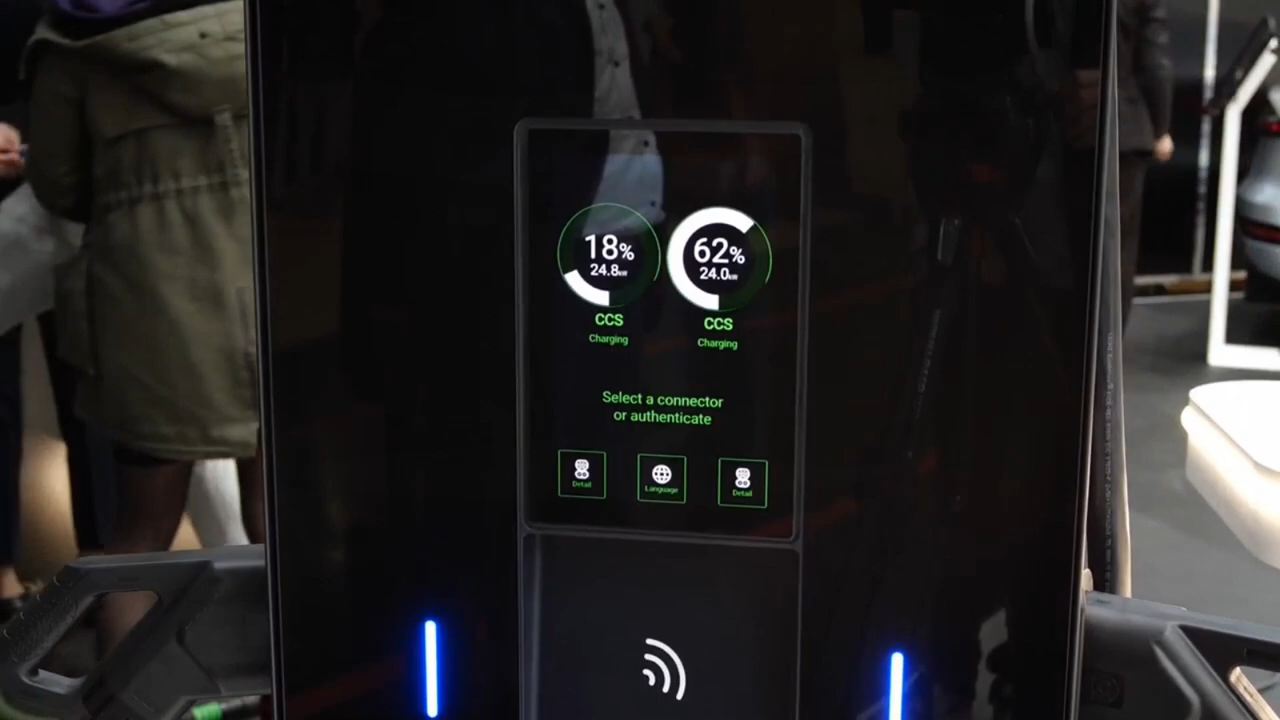 18%
24.8kW
CCS
Charging
62%
24.0kW
CCS
Charging
Select a connector
or authenticate
Detail
Language
Detail